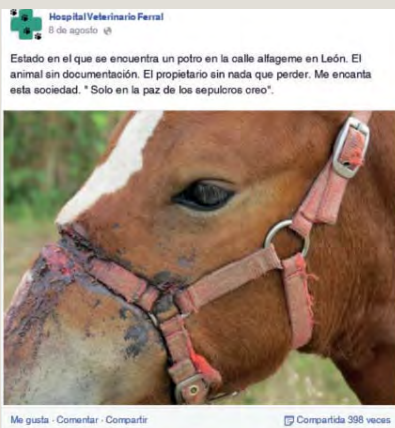 Hospital Veterinario Ferral
8 de agosto
Estado en el que se encuentra un potro en la calle alfageme en León. El
animal sin documentación. El propietario sin nada que perder. Me encanta
esta sociedad. " Solo en la paz de los sepulcros creo".
Me gusta · Comentar · Compartir
Compartida 398 veces